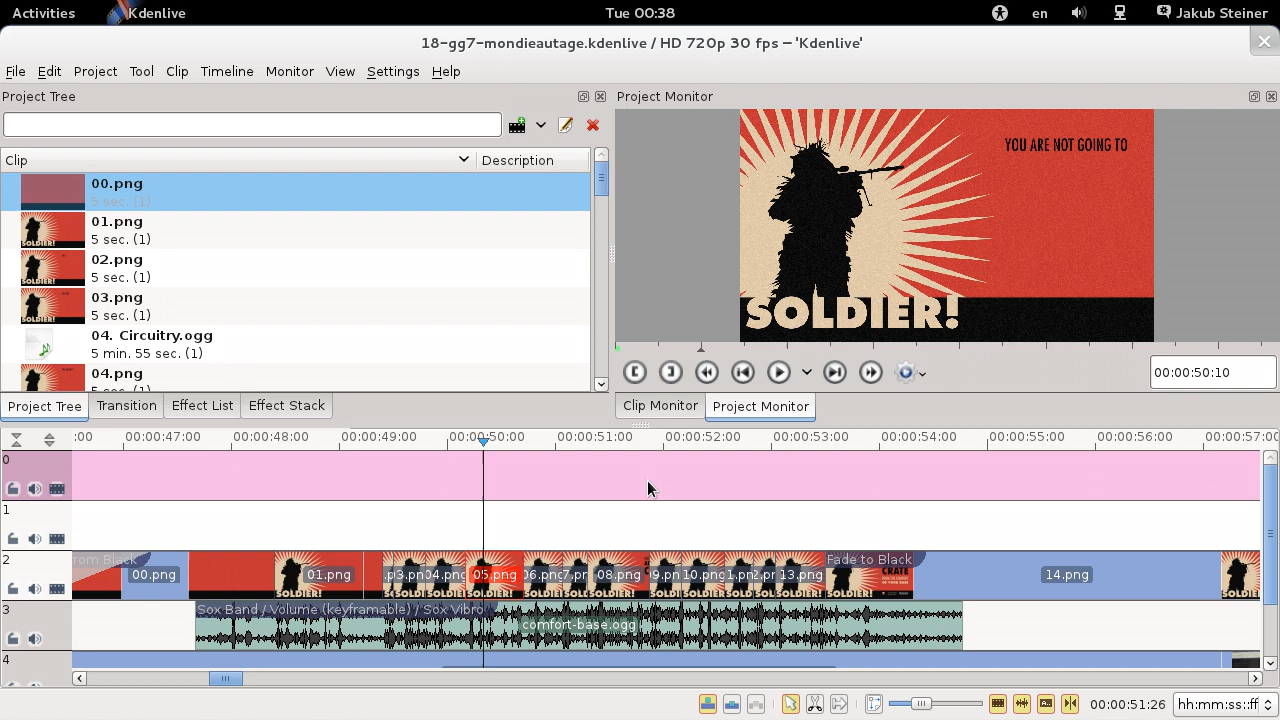 Activities
Kdenlive
Tue 00:38
en
Jakub Steiner
18-gg7-mondieautage.kdenlive / HD 720p 30 fps – 'Kdenlive'
File Edit Project Tool Clip Timeline Monitor View Settings Help
Project Tree
Project Monitor
Clip
Description
00.png
5 sec. (1)
01.png
5 sec. (1)
02.png
5 sec. (1)
03.png
5 sec. (1)
04. Circuitry.ogg
5 min. 55 sec. (1)
04.png
5 sec. (1)
YOU ARE NOT GOING TO
SOLDIER!
00:00:50:10
Project Tree
Transition
Effect List
Effect Stack
Clip Monitor
Project Monitor
:00 00:00:47:00 00:00:48:00 00:00:49:00 00:00:50:00 00:00:51:00 00:00:52:00 00:00:53:00 00:00:54:00 00:00:55:00 00:00:56:00 00:00:57:0
0
1
2
rom Black
Fade to Black
00.png 01.png .p 3.pn 04.png 05.png 06.png 7.pr 08.png 9.pn 10.png 1.pn 2.pr 13.png 14.png
CRATE
3
Sox Band / Volume (keyframable) / Sox Vibro
comfort-base.ogg
4
00:00:51:26
hh:mm:ss::ff